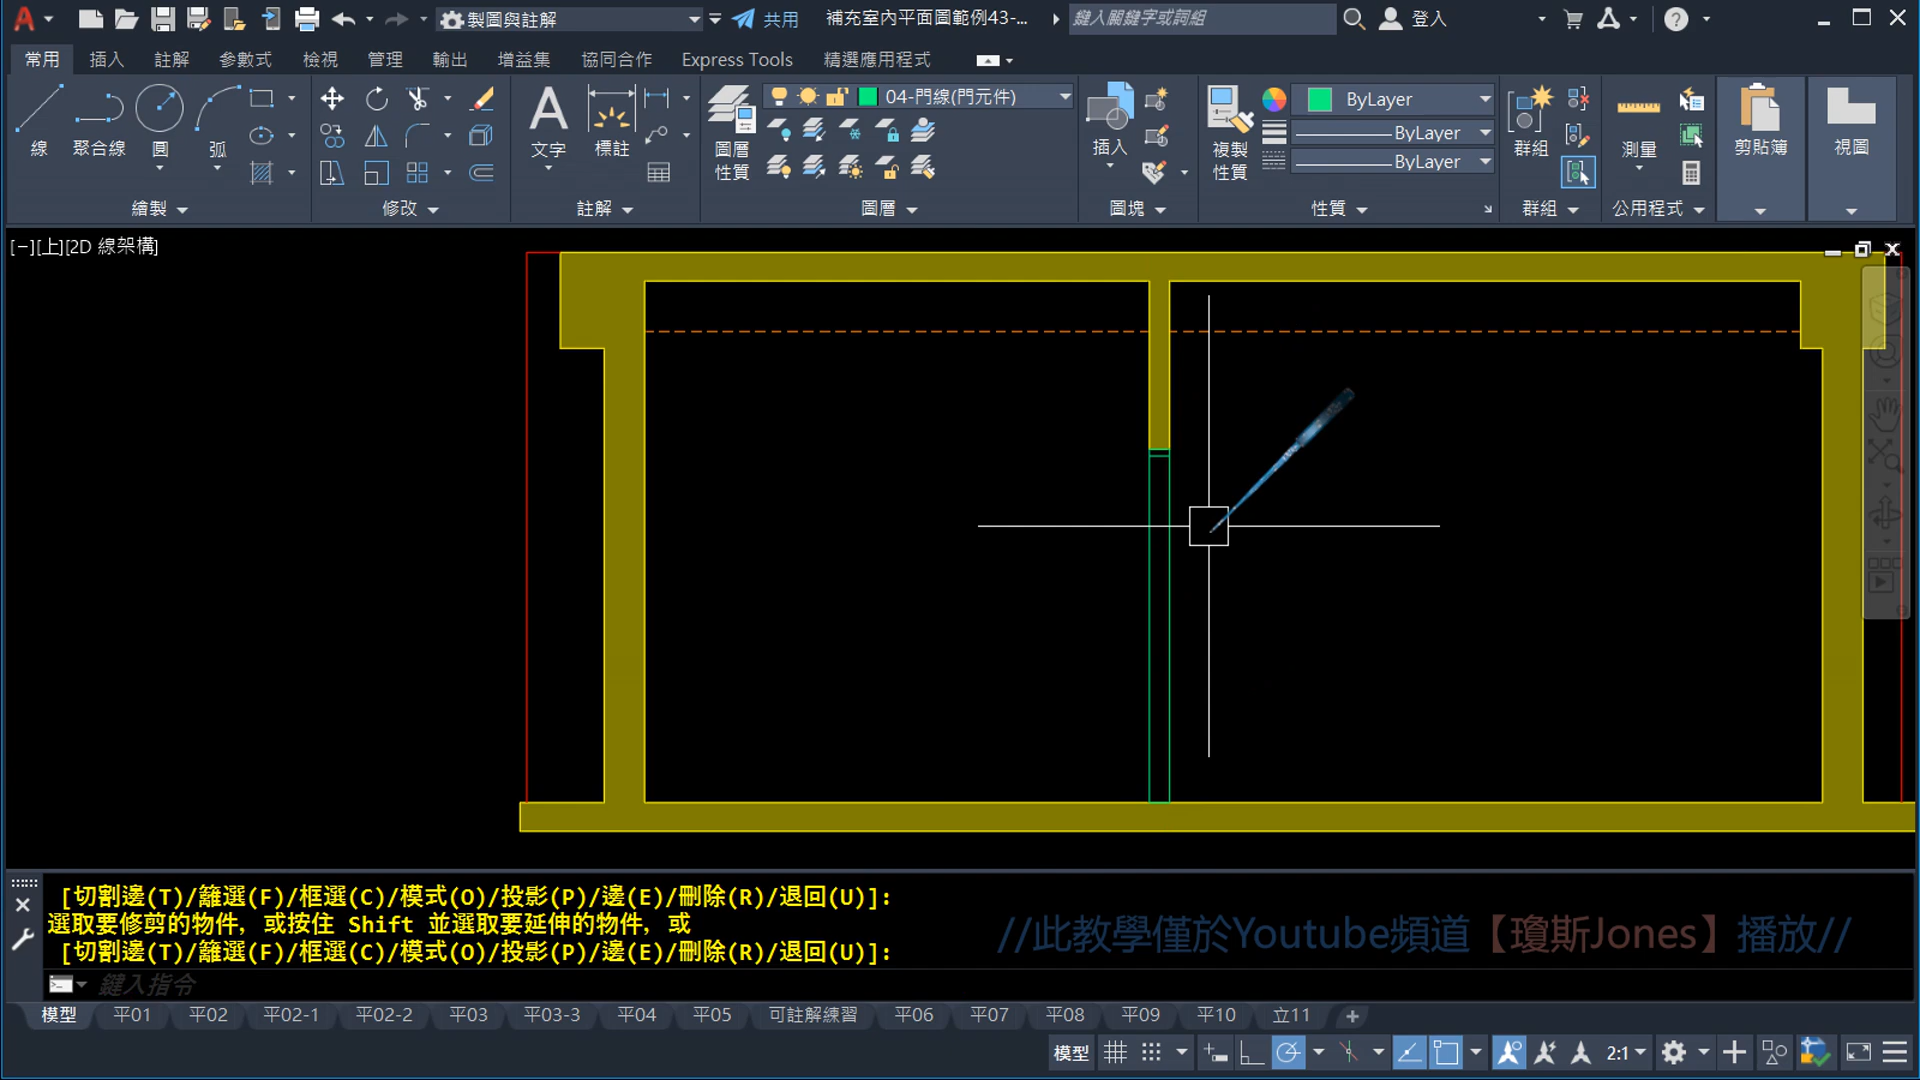 製圖與註解
共用
補充室內平面圖範例43-...
鍵入關鍵字或詞組
登入
常用
插入
註解
參數式
檢視
管理
輸出
增益集
協同合作
Express Tools
精選應用程式
線
聚合線
圓
弧
文字
標註
圖層
性質
04-門線(門元件)
插入
複製
性質
ByLayer
ByLayer
ByLayer
群組
測量
剪貼簿
視圖
繪製
修改
註解
圖層
圖塊
性質
群組
公用程式
[−][上][2D 線架構]
[切割邊(T)/籬選(F)/框選(C)/模式(O)/投影(P)/邊(E)/刪除(R)/退回(U)]:
選取要修剪的物件, 或按住 Shift 並選取要延伸的物件, 或
[切割邊(T)/籬選(F)/框選(C)/模式(O)/投影(P)/邊(E)/刪除(R)/退回(U)]:
//此教學僅於Youtube頻道【瓊斯Jones】播放//
鍵入指令
模型
平01
平02
平02-1
平02-2
平03
平03-3
平04
平05
可註解練習
平06
平07
平08
平09
平10
立11
模型
2:1